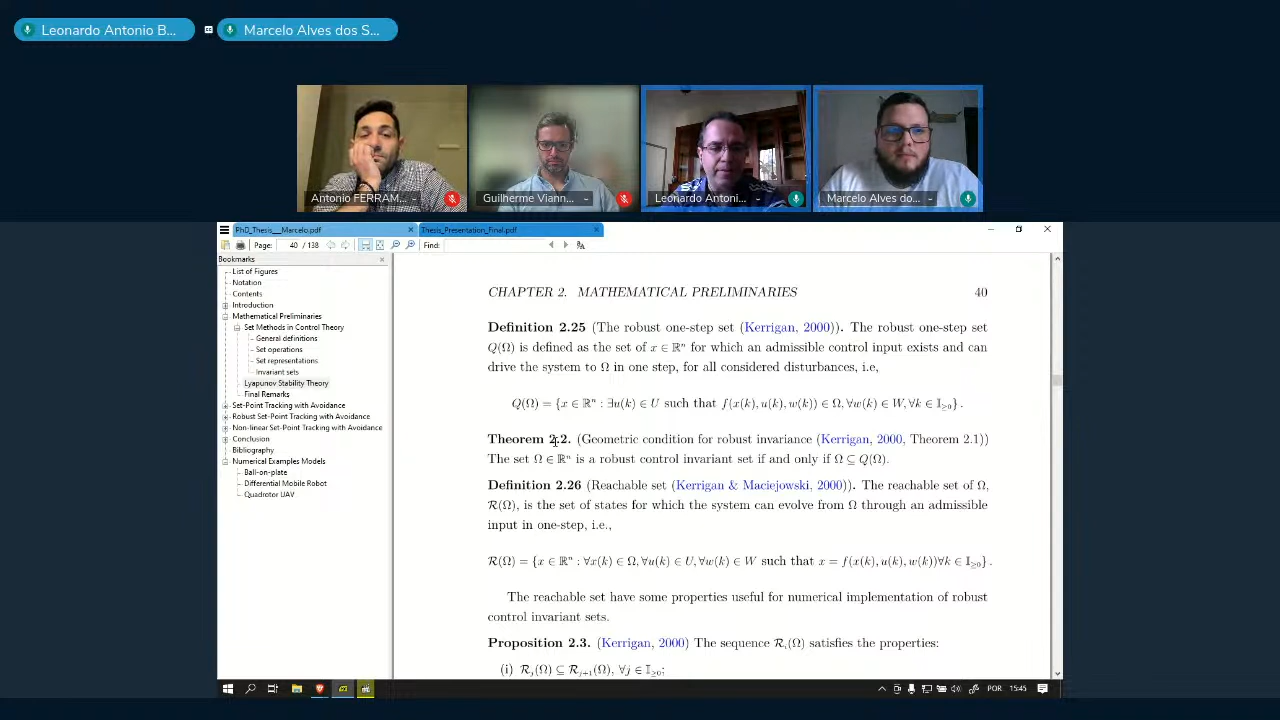 Leonardo Antonio B...
Marcelo Alves dos S...
Antonio FERRAM...
Guilherme Viann...
Leonardo Antoni...
Marcelo Alves do...
PhD_Thesis___Marcelo.pdf
Thesis_Presentation_Final.pdf
Page: 40 / 138
Find:
Bookmarks
List of Figures
Notation
Contents
Introduction
Mathematical Preliminaries
Set Methods in Control Theory
General definitions
Set operations
Set representations
Invariant sets
Lyapunov Stability Theory
Final Remarks
Set-Point Tracking with Avoidance
Robust Set-Point Tracking with Avoidance
Non-linear Set-Point Tracking with Avoidance
Conclusion
Bibliography
Numerical Examples Models
Ball-on-plate
Differential Mobile Robot
Quadrotor UAV
CHAPTER 2. MATHEMATICAL PRELIMINARIES 40
Definition 2.25 (The robust one-step set (Kerrigan, 2000)). The robust one-step set
Q(Ω) is defined as the set of x ∈ ℝⁿ for which an admissible control input exists and can
drive the system to Ω in one step, for all considered disturbances, i.e,
Q(Ω) = {x ∈ ℝⁿ : ∃u(k) ∈ U such that f(x(k), u(k), w(k)) ∈ Ω, ∀w(k) ∈ W, ∀k ∈ 𝕀≥0} .
Theorem 2.2. (Geometric condition for robust invariance (Kerrigan, 2000, Theorem 2.1))
The set Ω ∈ ℝⁿ is a robust control invariant set if and only if Ω ⊆ Q(Ω).
Definition 2.26 (Reachable set (Kerrigan & Maciejowski, 2000)). The reachable set of Ω,
ℛ(Ω), is the set of states for which the system can evolve from Ω through an admissible
input in one-step, i.e.,
ℛ(Ω) = {x ∈ ℝⁿ : ∀x(k) ∈ Ω, ∀u(k) ∈ U, ∀w(k) ∈ W such that x = f(x(k), u(k), w(k))∀k ∈ 𝕀≥0} .
The reachable set have some properties useful for numerical implementation of robust
control invariant sets.
Proposition 2.3. (Kerrigan, 2000) The sequence ℛᵢ(Ω) satisfies the properties:
(i) ℛⱼ(Ω) ⊆ ℛⱼ₊₁(Ω), ∀j ∈ 𝕀≥0;
POR 15:45